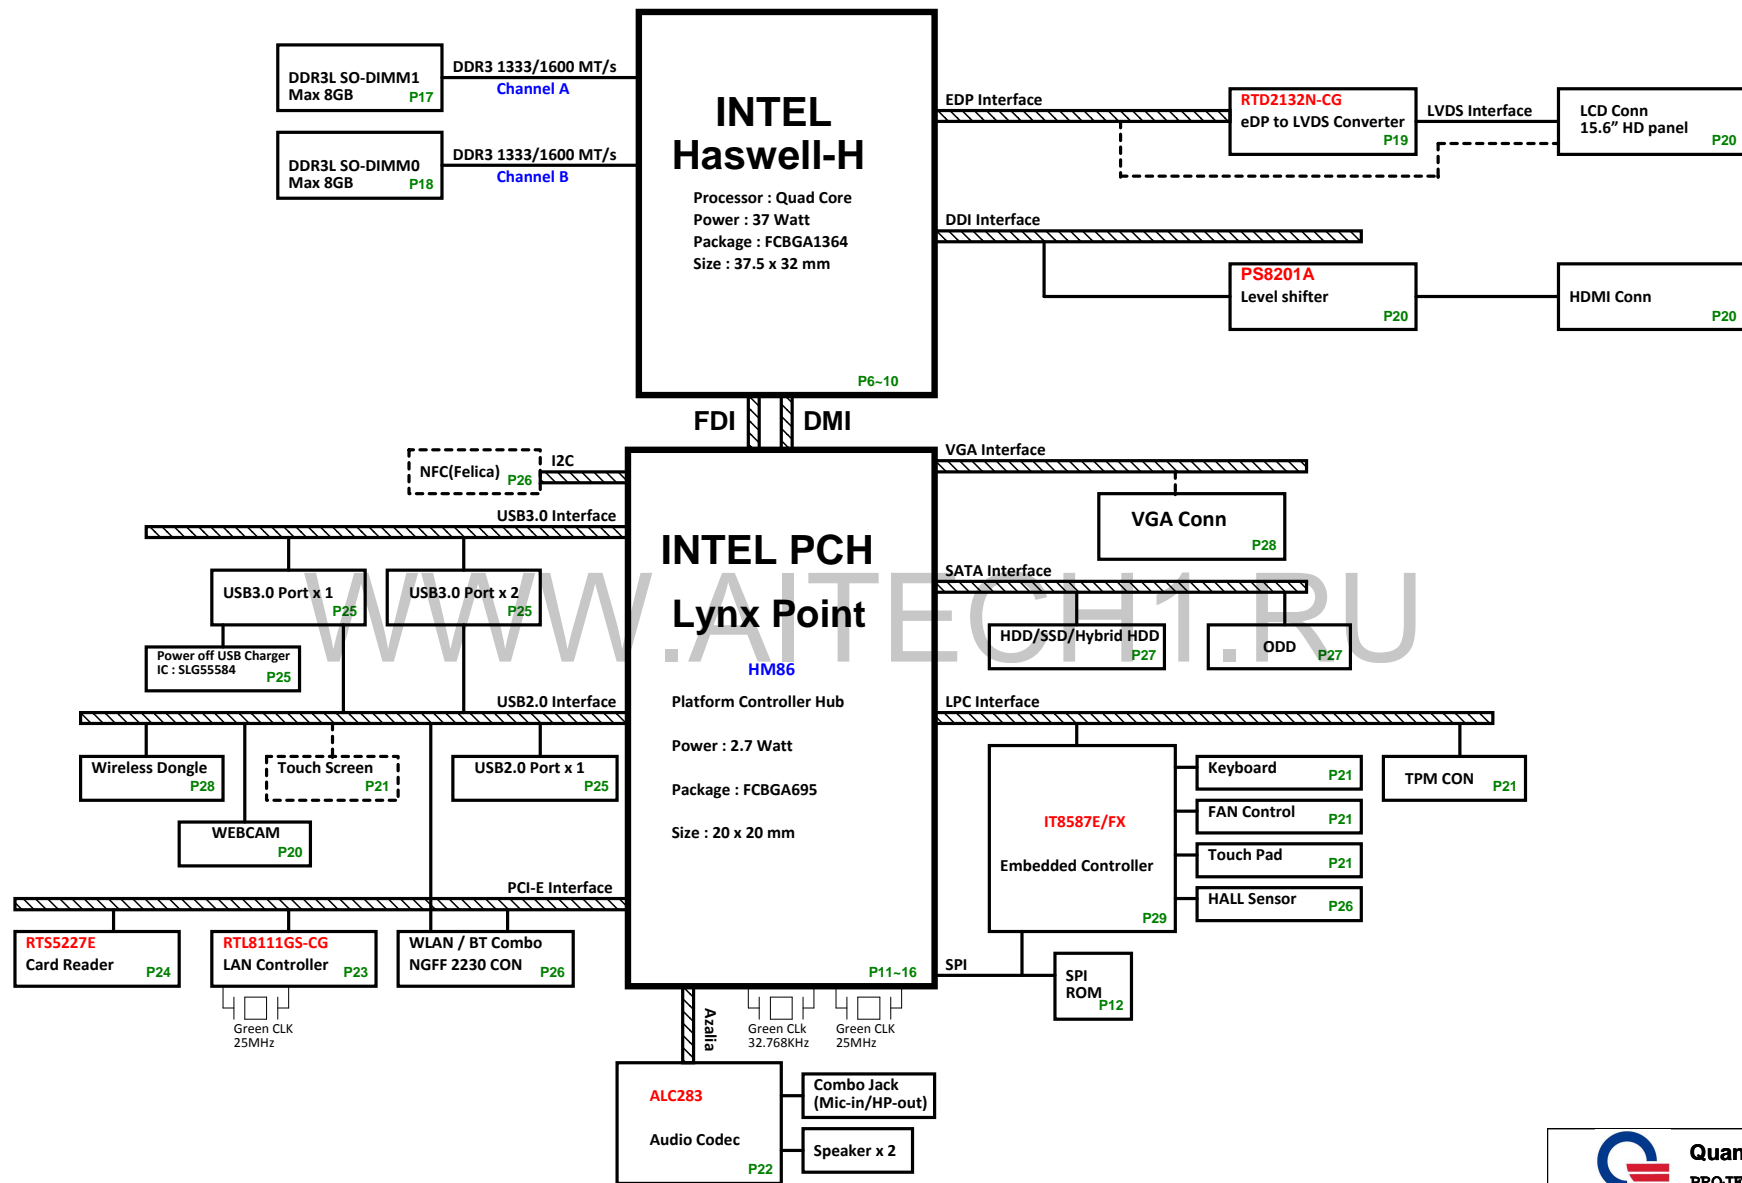 DDR3L SO-DIMM1
Max 8GB
P17
DDR3 1333/1600 MT/s
Channel A
DDR3L SO-DIMM0
Max 8GB
P18
DDR3 1333/1600 MT/s
Channel B
INTEL
Haswell-H
Processor : Quad Core
Power : 37 Watt
Package : FCBGA1364
Size : 37.5 x 32 mm
P6~10
EDP Interface
RTD2132N-CG
eDP to LVDS Converter
P19
LVDS Interface
LCD Conn
15.6” HD panel
P20
DDI Interface
PS8201A
Level shifter
P20
HDMI Conn
P20
FDI
DMI
NFC(Felica)
P26
I2C
USB3.0 Interface
USB3.0 Port x 1
P25
USB3.0 Port x 2
P25
Power off USB Charger
IC : SLG55584
P25
USB2.0 Interface
Wireless Dongle
P28
Touch Screen
P21
USB2.0 Port x 1
P25
WEBCAM
P20
PCI-E Interface
RTS5227E
Card Reader
P24
RTL8111GS-CG
LAN Controller
P23
WLAN / BT Combo
NGFF 2230 CON
P26
Green CLK
25MHz
INTEL PCH
Lynx Point
HM86
Platform Controller Hub
Power : 2.7 Watt
Package : FCBGA695
Size : 20 x 20 mm
P11~16
VGA Interface
VGA Conn
P28
SATA Interface
HDD/SSD/Hybrid HDD
P27
ODD
P27
LPC Interface
IT8587E/FX
Embedded Controller
P29
Keyboard
P21
FAN Control
P21
Touch Pad
P21
HALL Sensor
P26
TPM CON
P21
SPI
SPI
ROM
P12
Azalia
Green CLk
32.768KHz
Green CLK
25MHz
ALC283
Audio Codec
P22
Combo Jack
(Mic-in/HP-out)
Speaker x 2
WWW.AITECH1.RU
Quan